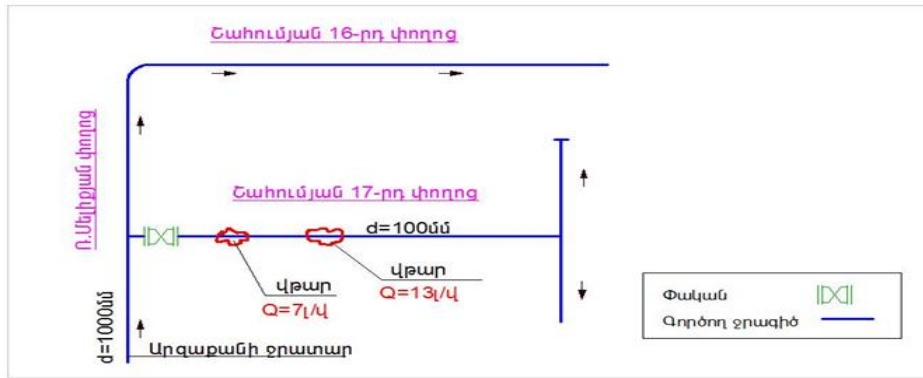 Շահումյան 16-րդ փողոց
Ռ.Մելիքյան փողոց
Շահումյան 17-րդ փողոց
d=100մմ
վթար
Q=7լ/վ
վթար
Q=13լ/վ
d=1000մմ
Արզաքանի ջրատար
Փական
Գործող ջրագիծ